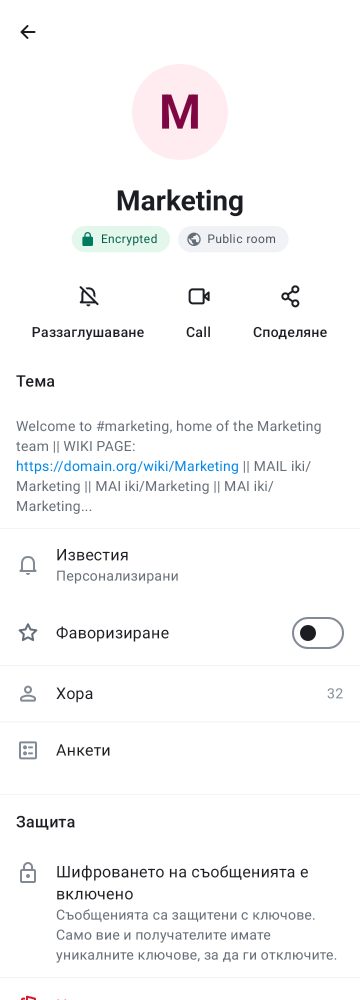 M
Marketing
Encrypted
Public room
Раззаглушаване
Call
Споделяне
Тема
Welcome to #marketing, home of the Marketing
team || WIKI PAGE:
https://domain.org/wiki/Marketing || MAIL iki/
Marketing || MAI iki/Marketing || MAI iki/
Marketing...
Известия
Персонализирани
Фаворизиране
Хора 32
Анкети
Защита
Шифроването на съобщенията е
включено
Съобщенията са защитени с ключове.
Само вие и получателите имате
уникалните ключове, за да ги отключите.